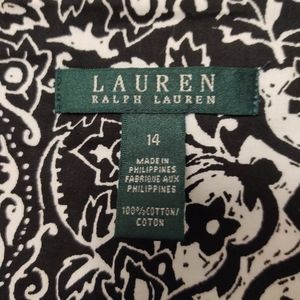 LAUREN
RALPH LAUREN
14
MADE IN
PHILIPPINES
FABRIQUÉ AUX
PHILIPPINES
100% COTTON/
COTON